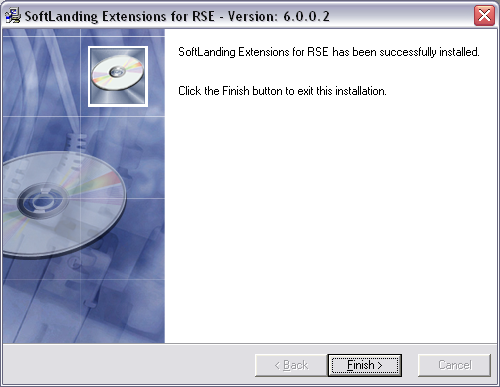 SoftLanding Extensions for RSE - Version: 6.0.0.2
SoftLanding Extensions for RSE has been successfully installed.
Click the Finish button to exit this installation.
< Back
Finish >
Cancel